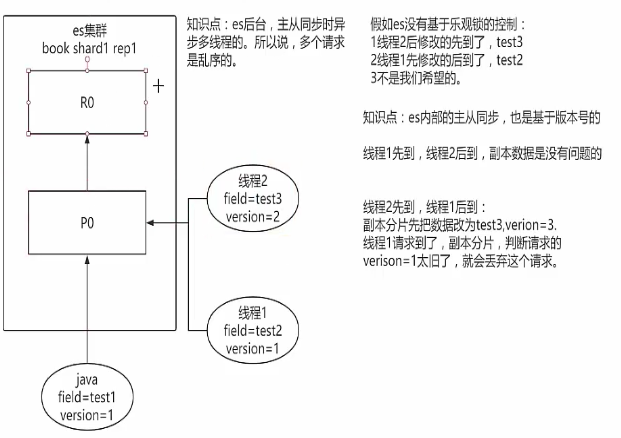 es集群
book shard1 rep1
R0
P0
java
field=test1
version=1
线程2
field=test3
version=2
线程1
field=test2
version=1
知识点：es后台，主从同步时异
步多线程的。所以说，多个请求
是乱序的。
假如es没有基于乐观锁的控制：
1线程2后修改的先到了，test3
2线程1先修改的后到了，test2
3不是我们希望的。
知识点：es内部的主从同步，也是基于版本号的
线程1先到，线程2后到，副本数据是没有问题的
线程2先到，线程1后到：
副本分片先把数据改为test3,verion=3.
线程1请求到了，副本分片，判断请求的
verison=1太旧了，就会丢弃这个请求。